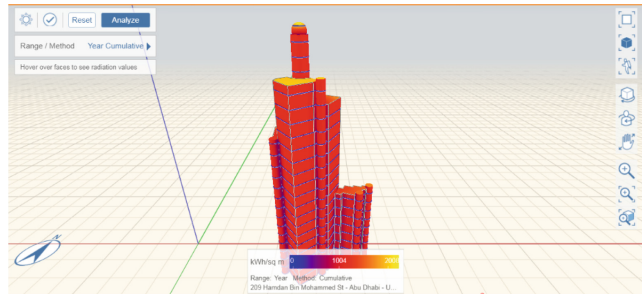 Reset Analyze
Range / Method Year Cumulative
Hover over faces to see radiation values
kWh/sq m 0 1004 2008
Range: Year Method: Cumulative
209 Hamdan Bin Mohammed St - Abu Dhabi - U...